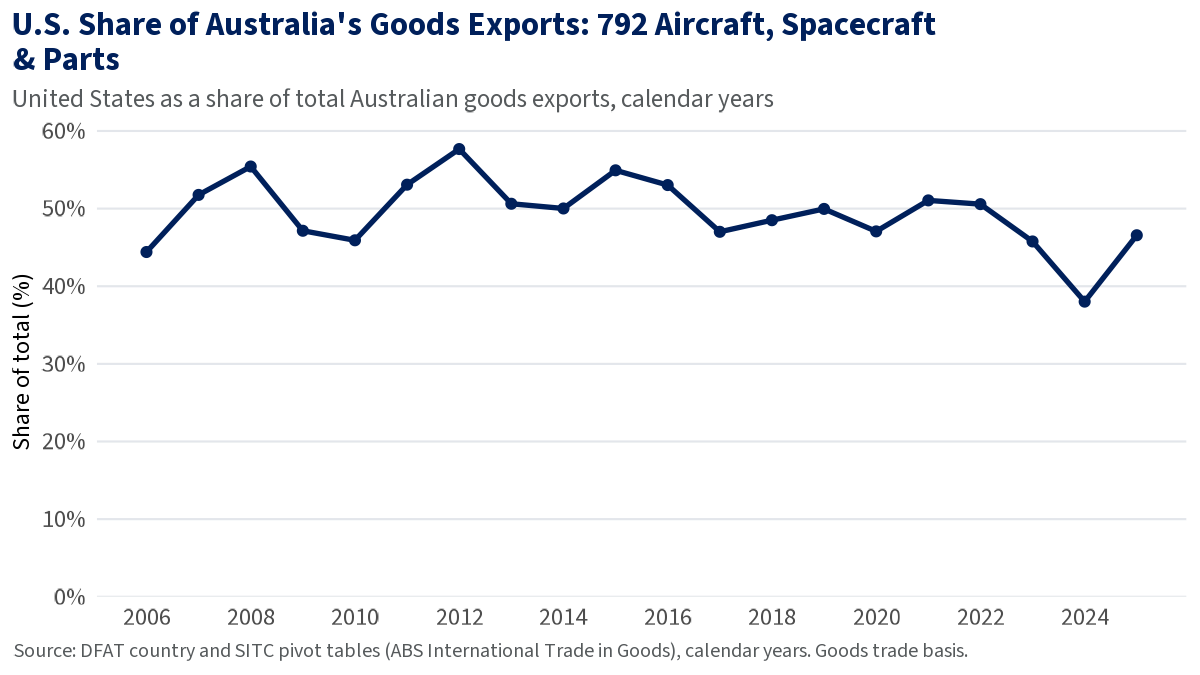 U.S. Share of Australia's Goods Exports: 792 Aircraft, Spacecraft
& Parts
United States as a share of total Australian goods exports, calendar years
60%
50%
40%
30%
20%
10%
0%
Share of total (%)
2006 2008 2010 2012 2014 2016 2018 2020 2022 2024
Source: DFAT country and SITC pivot tables (ABS International Trade in Goods), calendar years. Goods trade basis.